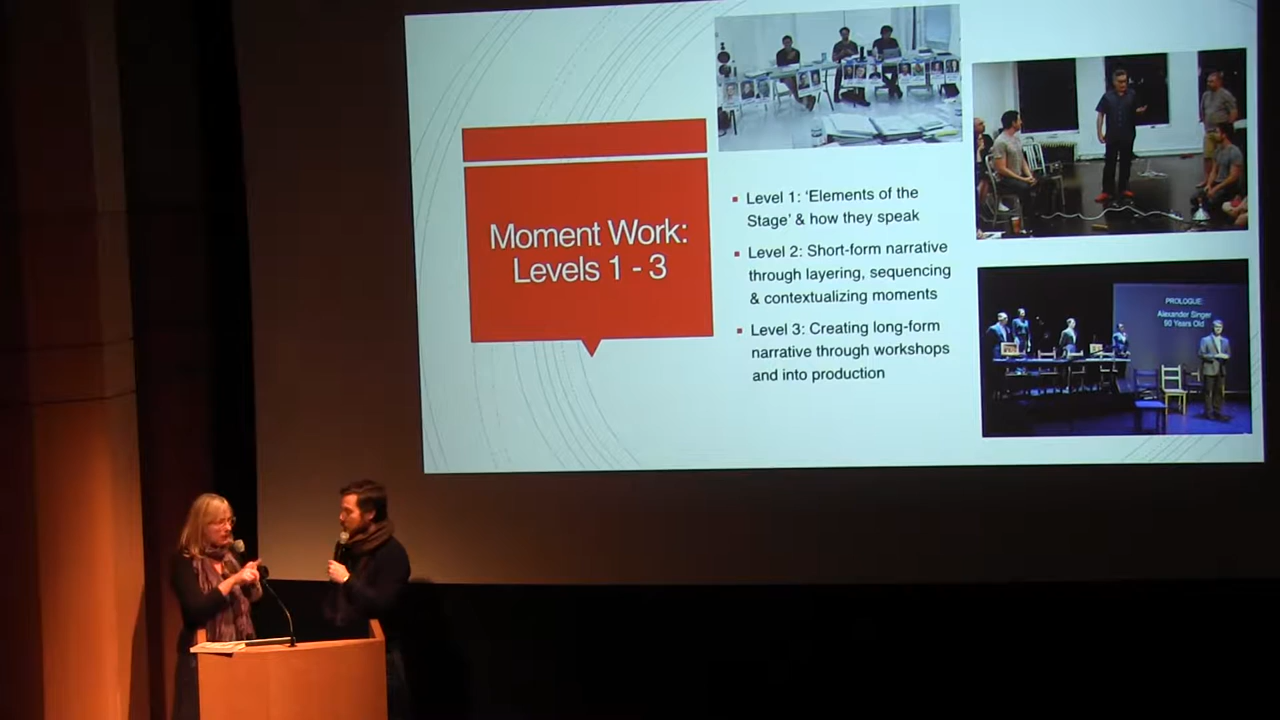 Moment Work:
Levels 1 - 3
Level 1: ‘Elements of the
Stage’ & how they speak
Level 2: Short-form narrative
through layering, sequencing
& contextualizing moments
Level 3: Creating long-form
narrative through workshops
and into production
PROLOGUE:
Alexander Singer
90 Years Old